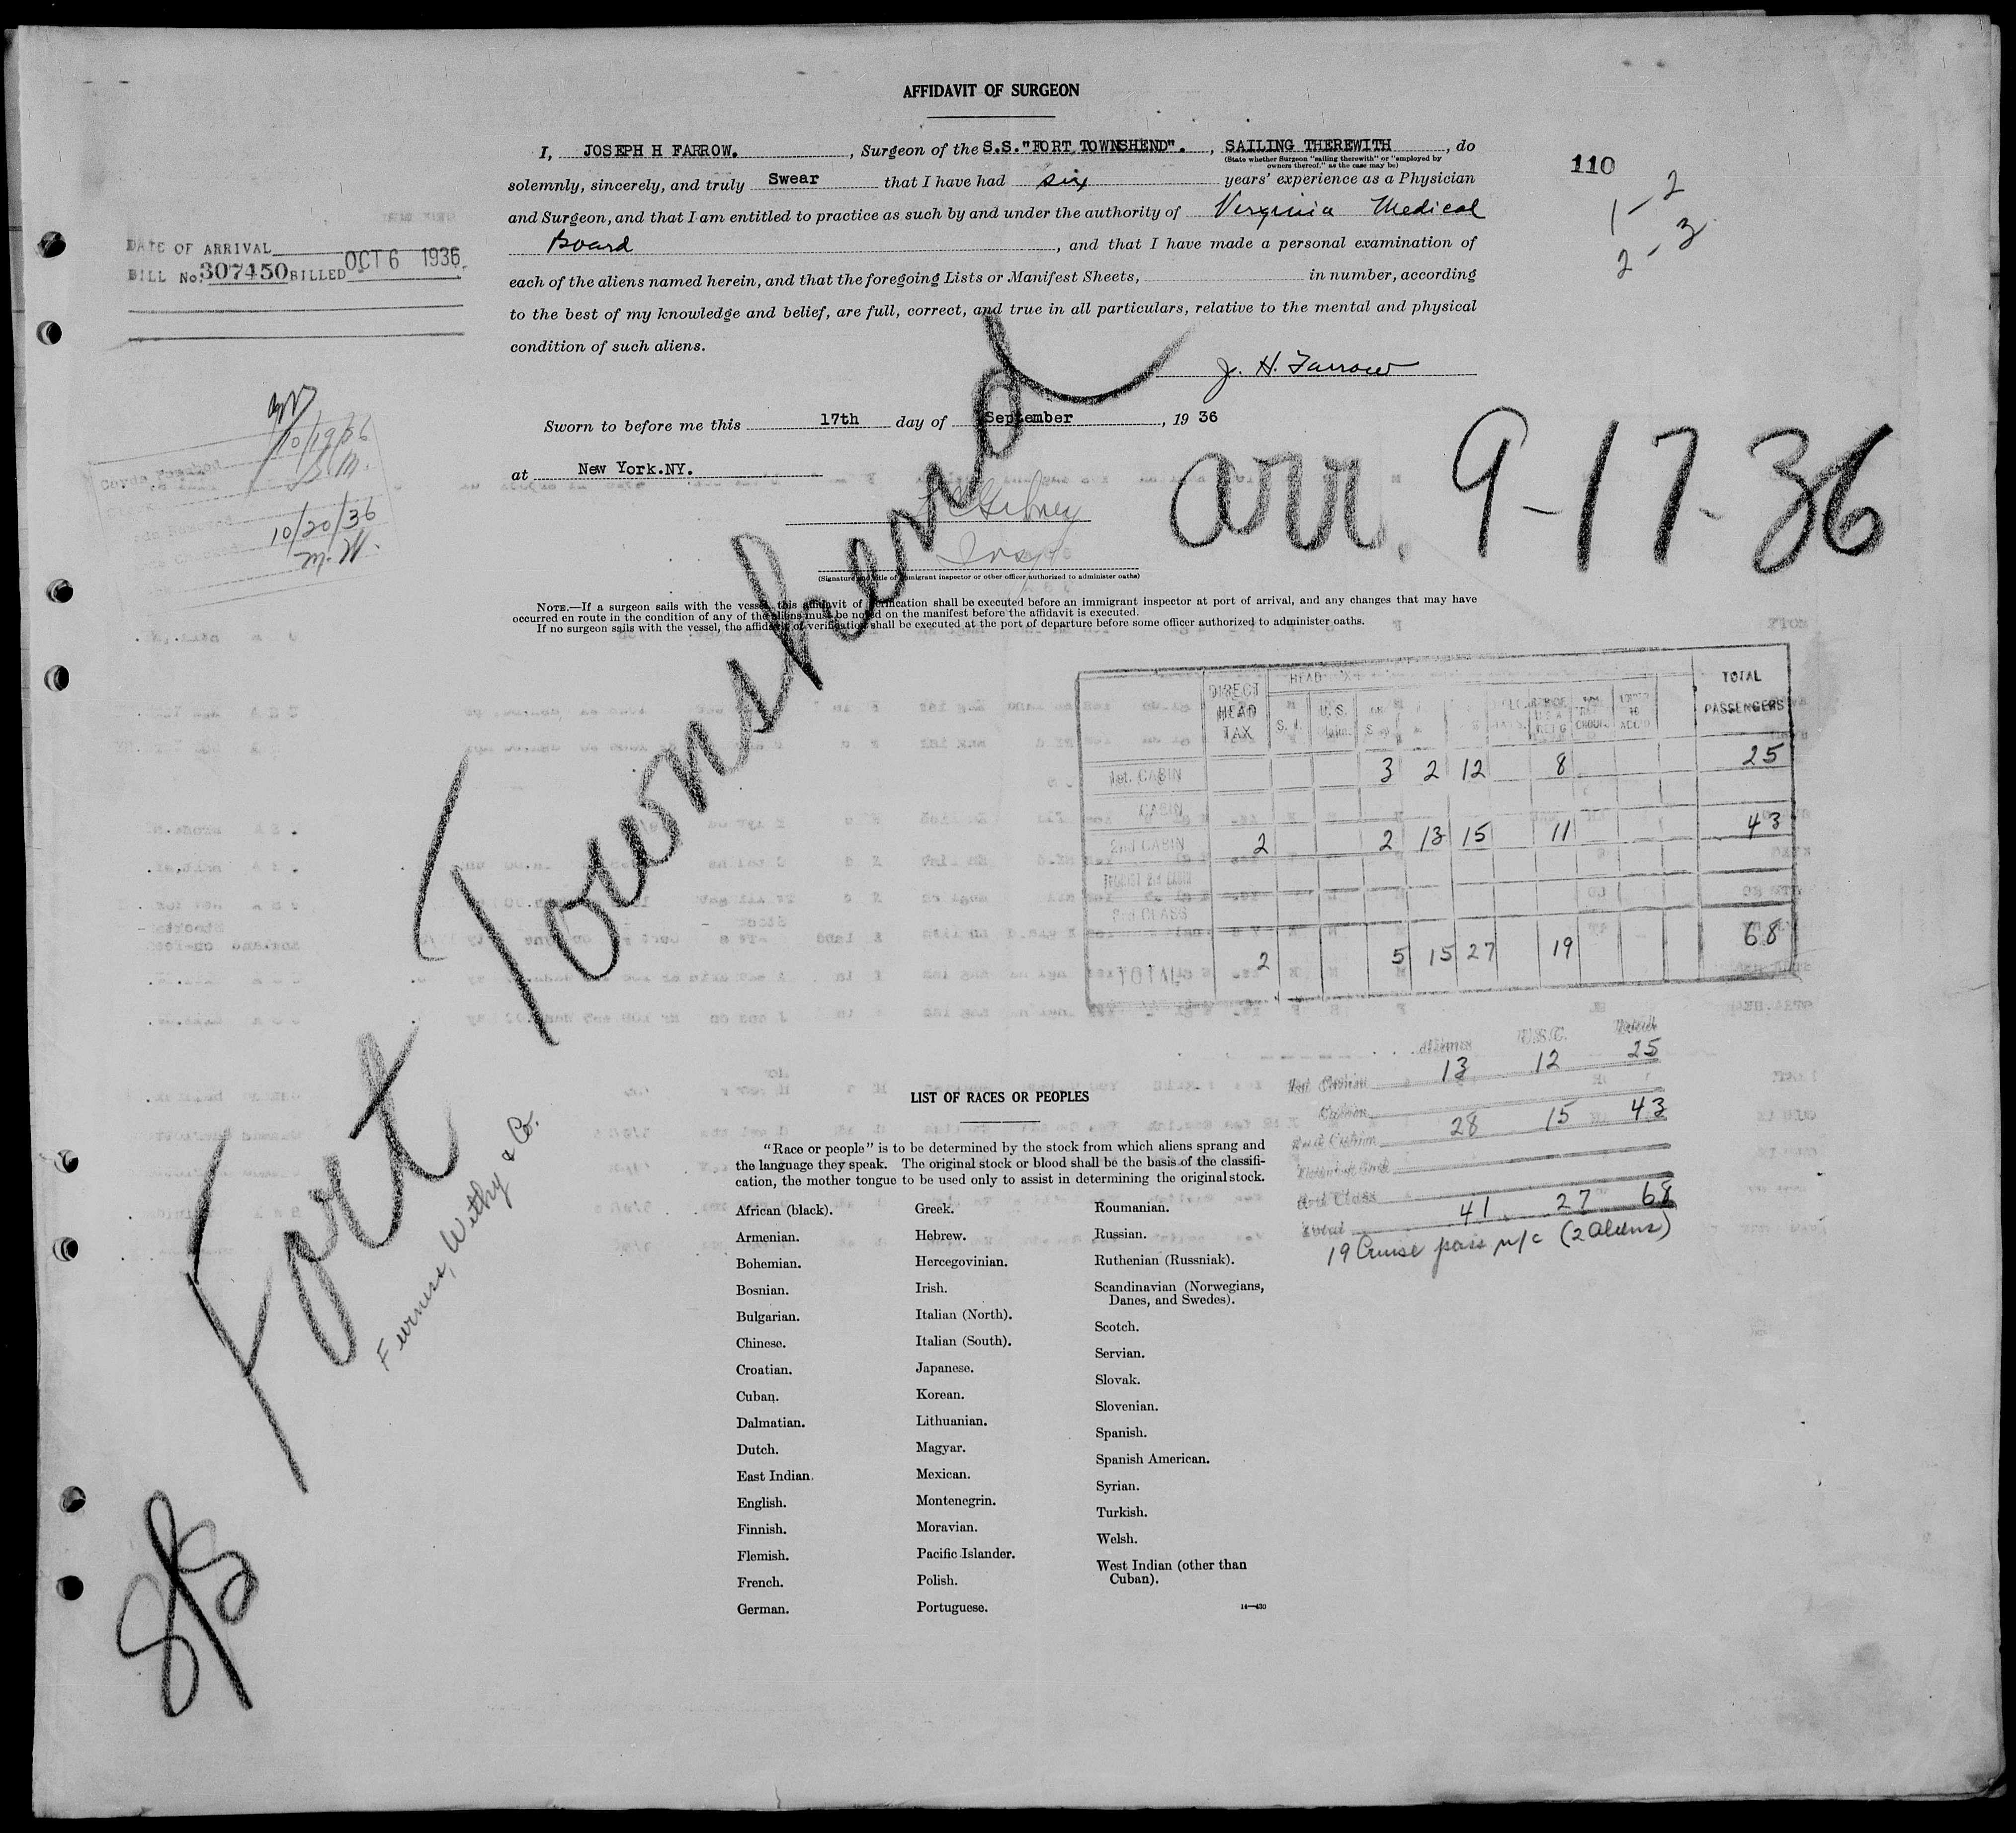 AFFIDAVIT OF SURGEON
I, JOSEPH H FARROW. , Surgeon of the S.S."FORT TOWNSHEND". , SAILING THEREWITH , do
(State whether Surgeon "sailing therewith" or "employed by
owners thereof," as the case may be)
solemnly, sincerely, and truly Swear that I have had six years' experience as a Physician
and Surgeon, and that I am entitled to practice as such by and under the authority of Virginia Medical
Board , and that I have made a personal examination of
each of the aliens named herein, and that the foregoing Lists or Manifest Sheets, in number, according
to the best of my knowledge and belief, are full, correct, and true in all particulars, relative to the mental and physical
condition of such aliens.
J. H. Farrow
Sworn to before me this 17th day of September , 19 36
at New York.NY.
(Signature and title of immigrant inspector or other officer authorized to administer oaths)
NOTE.—If a surgeon sails with the vessel, this affidavit of verification shall be executed before an immigrant inspector at port of arrival, and any changes that may have
occurred en route in the condition of any of the aliens must be noted on the manifest before the affidavit is executed.
If no surgeon sails with the vessel, the affidavit of verification shall be executed at the port of departure before some officer authorized to administer oaths.
110
1-2
2-3
DATE OF ARRIVAL
BILL No. 307450 BILLED OCT 6 1936
10/19/36
10/20/36
arr. 9-17-36
S/S Fort Townshend
Furness, Withy & Co.
DIRECT HEAD TAX HEAD TOTAL PASSENGERS
1st. CABIN 3 2 12 8 25
CABIN
2nd CABIN 2 2 13 15 11 43
TOURIST 2nd CABIN
3rd CLASS
TOTAL 2 5 15 27 19 68
Aliens U.S.C. Total
1st Cabin 13 12 25
Cabin
2nd Cabin 28 15 43
3rd Class
Total 41 27 68
19 Cruise pass n/c (2 aliens)
LIST OF RACES OR PEOPLES
"Race or people" is to be determined by the stock from which aliens sprang and
the language they speak. The original stock or blood shall be the basis of the classifi-
cation, the mother tongue to be used only to assist in determining the original stock.
African (black).
Armenian.
Bohemian.
Bosnian.
Bulgarian.
Chinese.
Croatian.
Cuban.
Dalmatian.
Dutch.
East Indian.
English.
Finnish.
Flemish.
French.
German.
Greek.
Hebrew.
Hercegovinian.
Irish.
Italian (North).
Italian (South).
Japanese.
Korean.
Lithuanian.
Magyar.
Mexican.
Montenegrin.
Moravian.
Pacific Islander.
Polish.
Portuguese.
Roumanian.
Russian.
Ruthenian (Russniak).
Scandinavian (Norwegians,
Danes, and Swedes).
Scotch.
Servian.
Slovak.
Slovenian.
Spanish.
Spanish American.
Syrian.
Turkish.
Welsh.
West Indian (other than
Cuban).
14—430